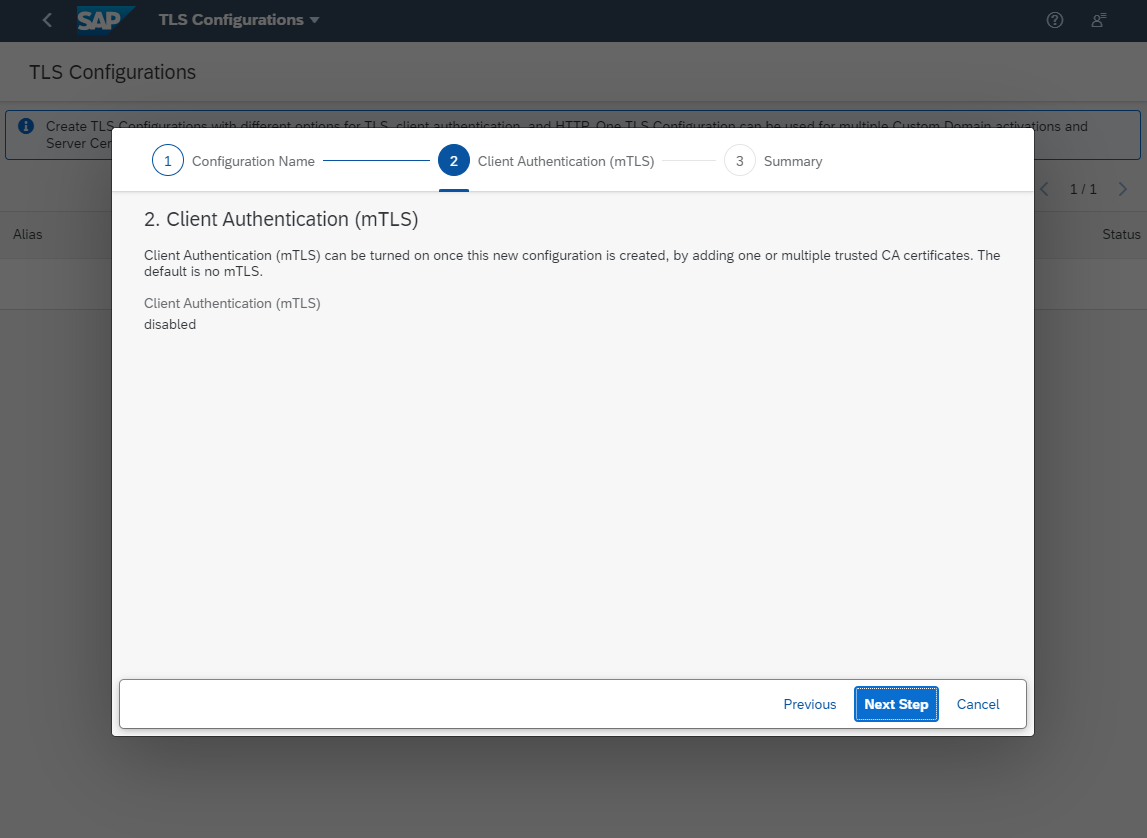 SAP
TLS Configurations
TLS Configurations
Create TLS Configurations with different options for TLS, client authentication, and HTTP. One TLS Configuration can be used for multiple Custom Domain activations and
Server Cer
1 Configuration Name
2 Client Authentication (mTLS)
3 Summary
1 / 1
Alias
Status
2. Client Authentication (mTLS)
Client Authentication (mTLS) can be turned on once this new configuration is created, by adding one or multiple trusted CA certificates. The
default is no mTLS.
Client Authentication (mTLS)
disabled
Previous
Next Step
Cancel